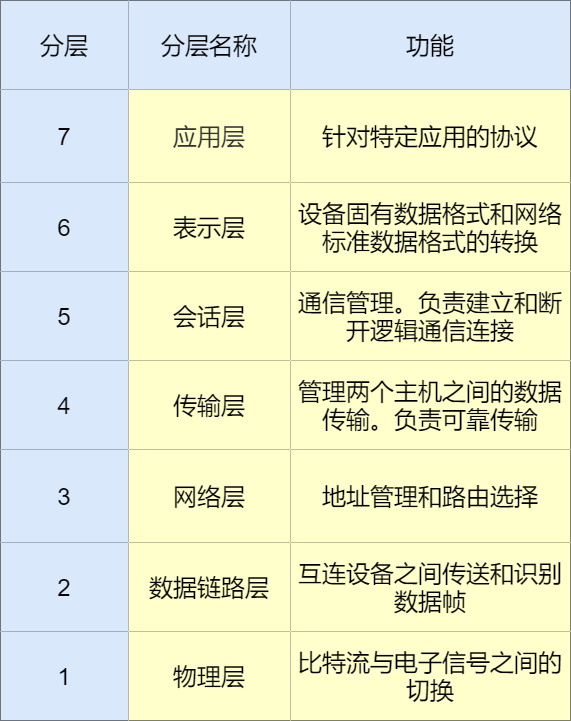 分层 分层名称 功能
7 应用层 针对特定应用的协议
6 表示层 设备固有数据格式和网络
标准数据格式的转换
5 会话层 通信管理。负责建立和断
开逻辑通信连接
4 传输层 管理两个主机之间的数据
传输。负责可靠传输
3 网络层 地址管理和路由选择
2 数据链路层 互连设备之间传送和识别
数据帧
1 物理层 比特流与电子信号之间的
切换